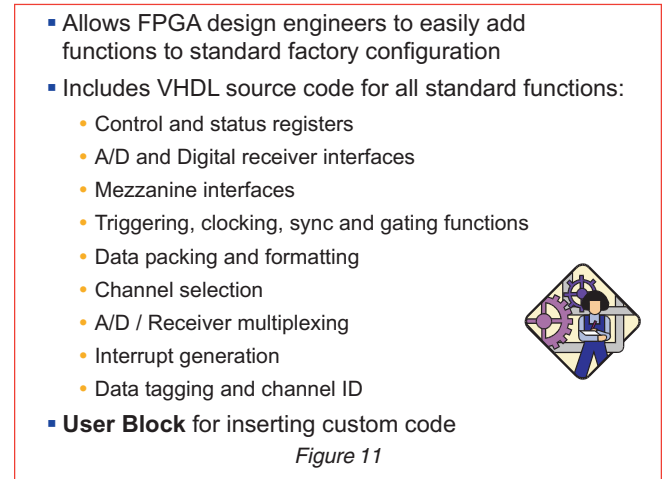 ▪ Allows FPGA design engineers to easily add
functions to standard factory configuration
▪ Includes VHDL source code for all standard functions:
• Control and status registers
• A/D and Digital receiver interfaces
• Mezzanine interfaces
• Triggering, clocking, sync and gating functions
• Data packing and formatting
• Channel selection
• A/D / Receiver multiplexing
• Interrupt generation
• Data tagging and channel ID
▪ User Block for inserting custom code
Figure 11